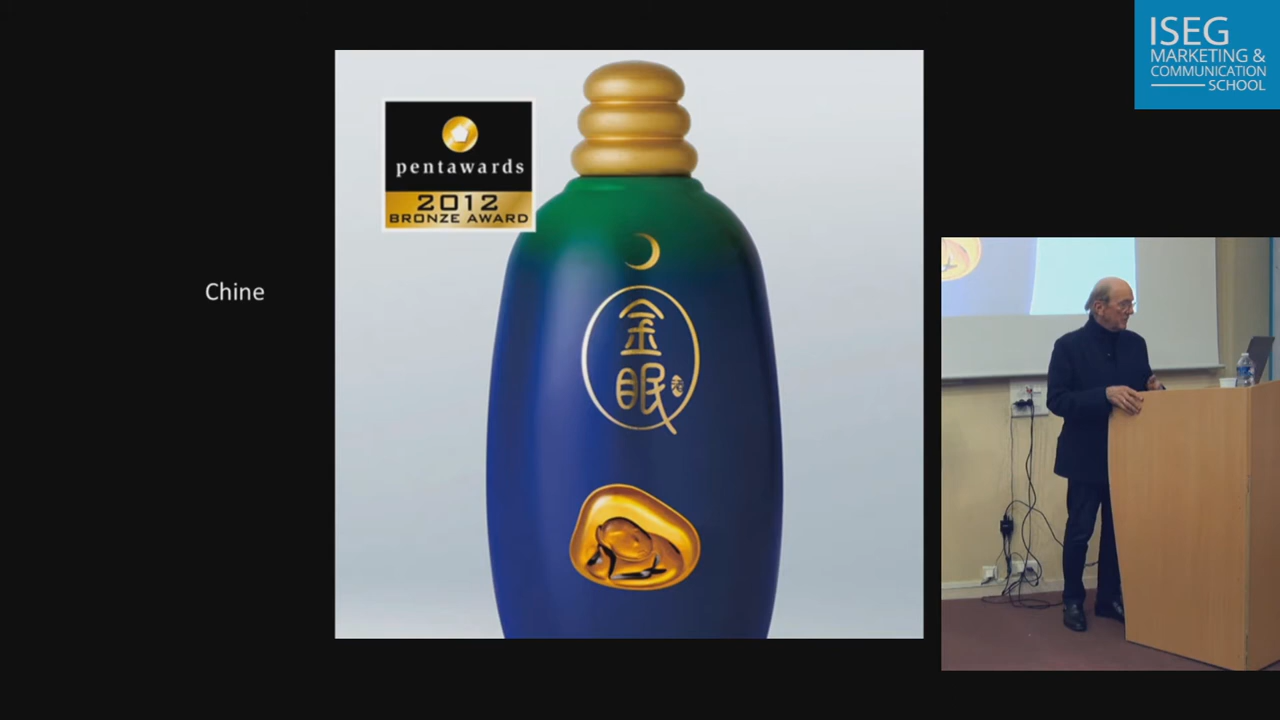 ISEG
MARKETING &
COMMUNICATION
SCHOOL
pentawards
2012
BRONZE AWARD
Chine
金
眠